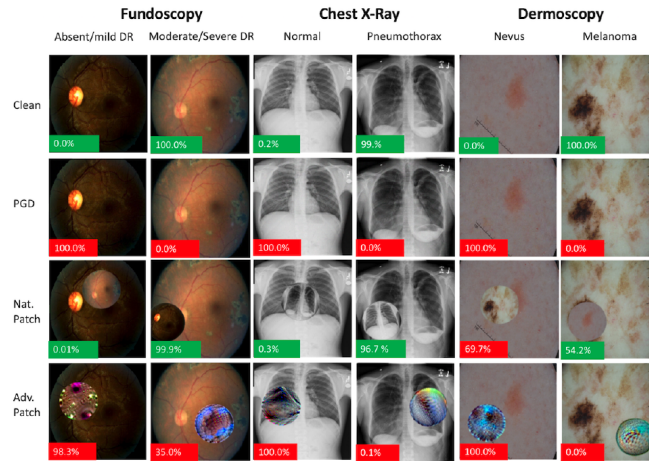 Fundoscopy Chest X-Ray Dermoscopy
Absent/mild DR Moderate/Severe DR Normal Pneumothorax Nevus Melanoma
Clean
0.0% 100.0% 0.2% 99.% 0.0% 100.0%
PGD
100.0% 0.0% 100.0% 0.0% 100.0% 0.0%
Nat.
Patch
0.01% 99.9% 0.3% 96.7 % 69.7% 54.2%
Adv.
Patch
98.3% 35.0% 100.0% 0.1% 100.0% 0.0%